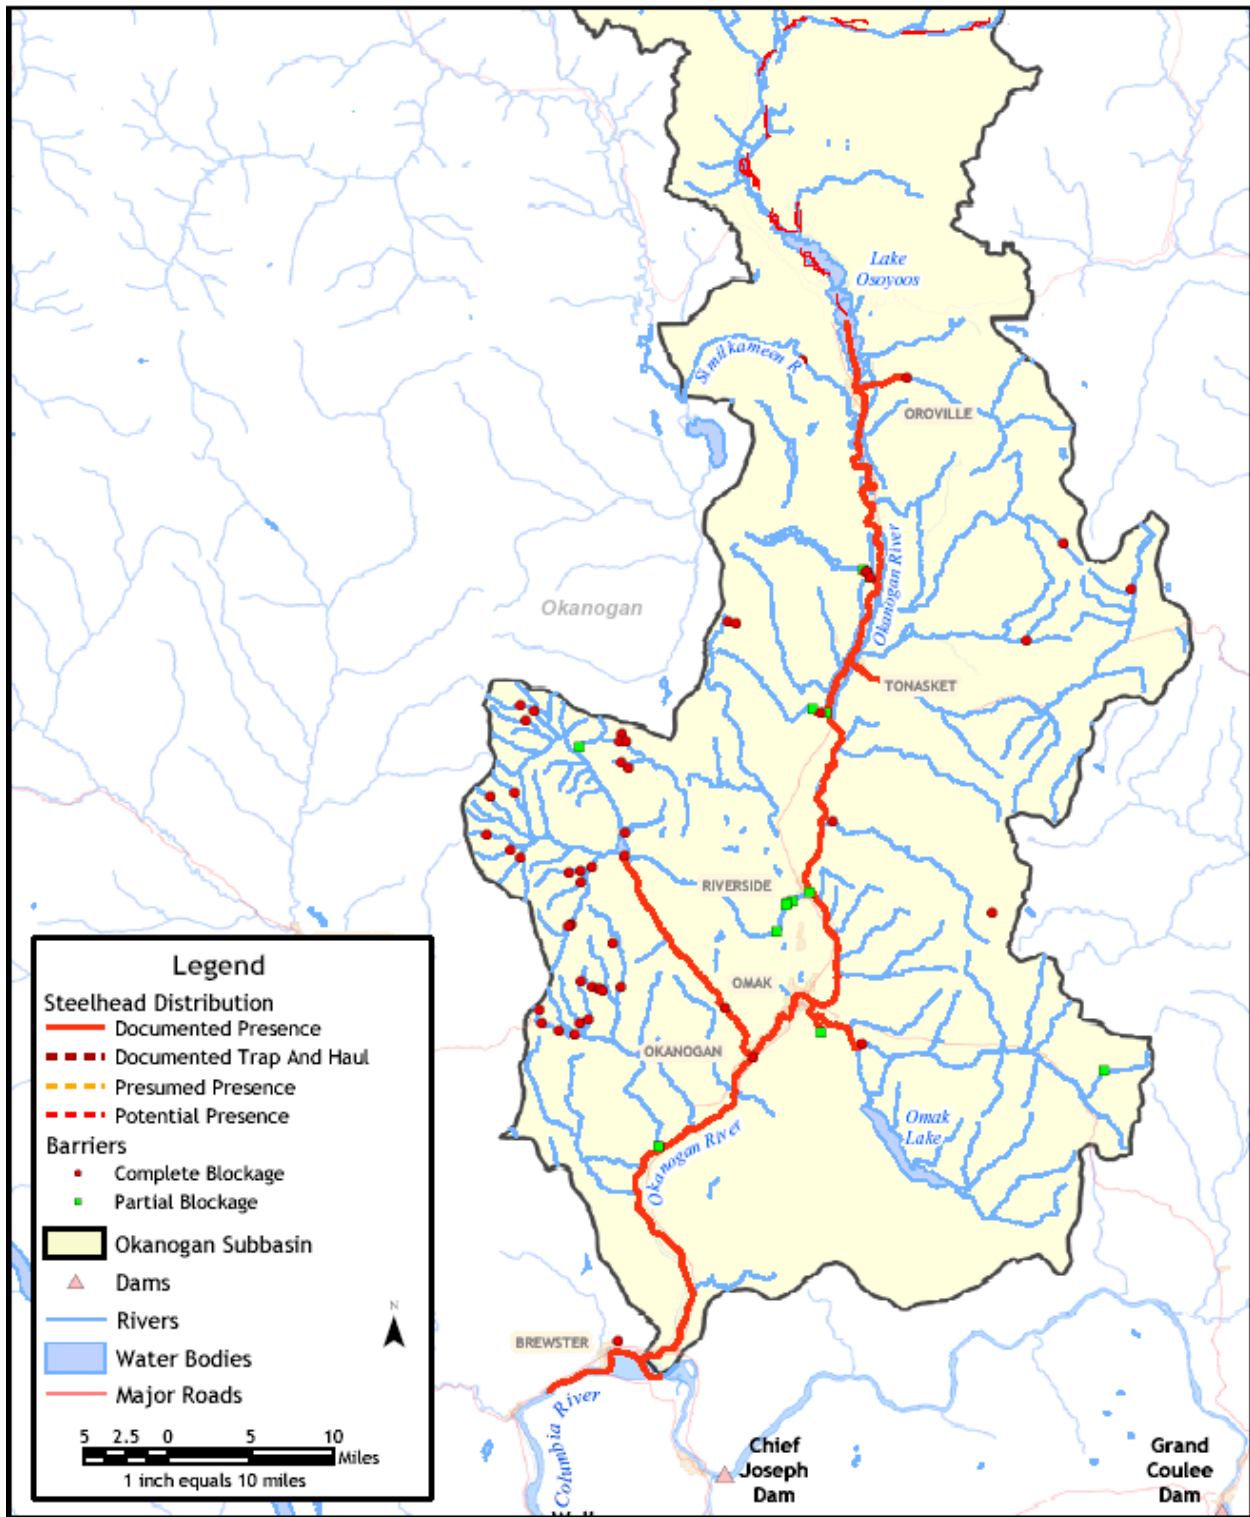 Lake
Osoyoos
Similkameen R
OROVILLE
Okanogan River
Okanogan
TONASKET
RIVERSIDE
OMAK
OKANOGAN
Omak
Lake
Okanogan River
BREWSTER
Columbia River
Chief
Joseph
Dam
Grand
Coulee
Dam
Legend
Steelhead Distribution
Documented Presence
Documented Trap And Haul
Presumed Presence
Potential Presence
Barriers
Complete Blockage
Partial Blockage
Okanogan Subbasin
Dams
N
Rivers
Water Bodies
Major Roads
5 2.5 0 5 10
Miles
1 inch equals 10 miles